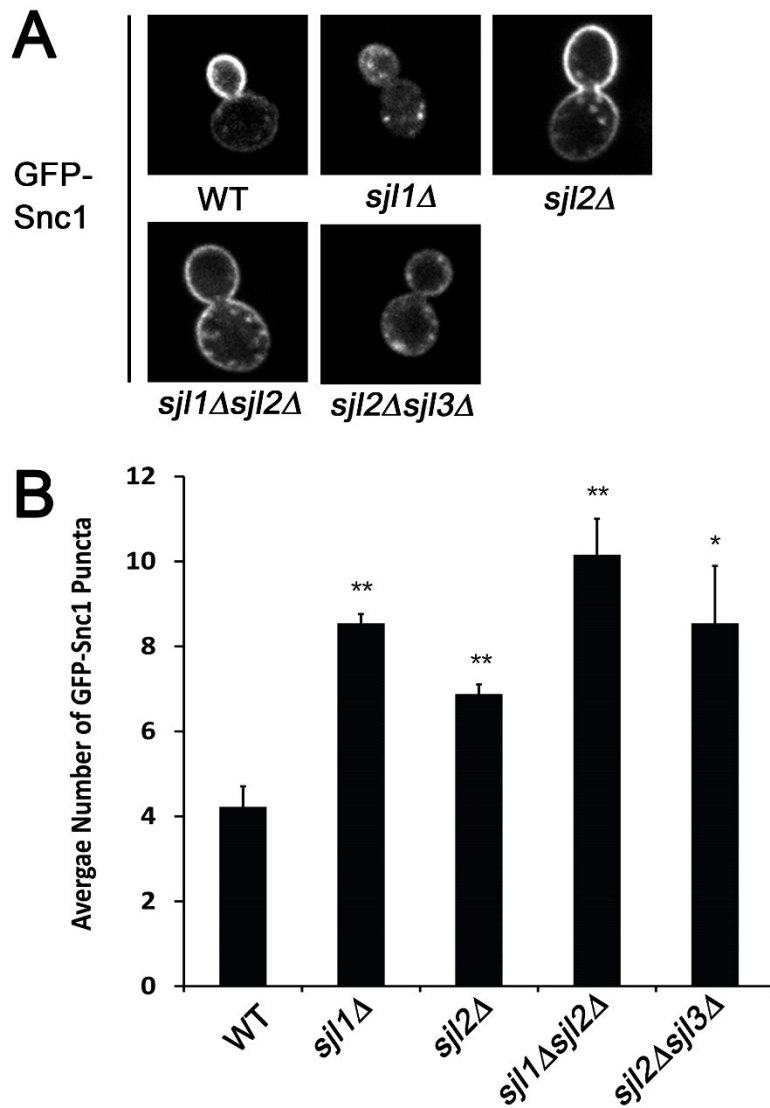 A
GFP-
Snc1
WT
sjl1Δ
sjl2Δ
sjl1Δsjl2Δ
sjl2Δsjl3Δ
B
Avergae Number of GFP-Snc1 Puncta
12
10
8
6
4
2
0
**
**
**
*
WT
sjl1Δ
sjl2Δ
sjl1Δsjl2Δ
sjl2Δsjl3Δ